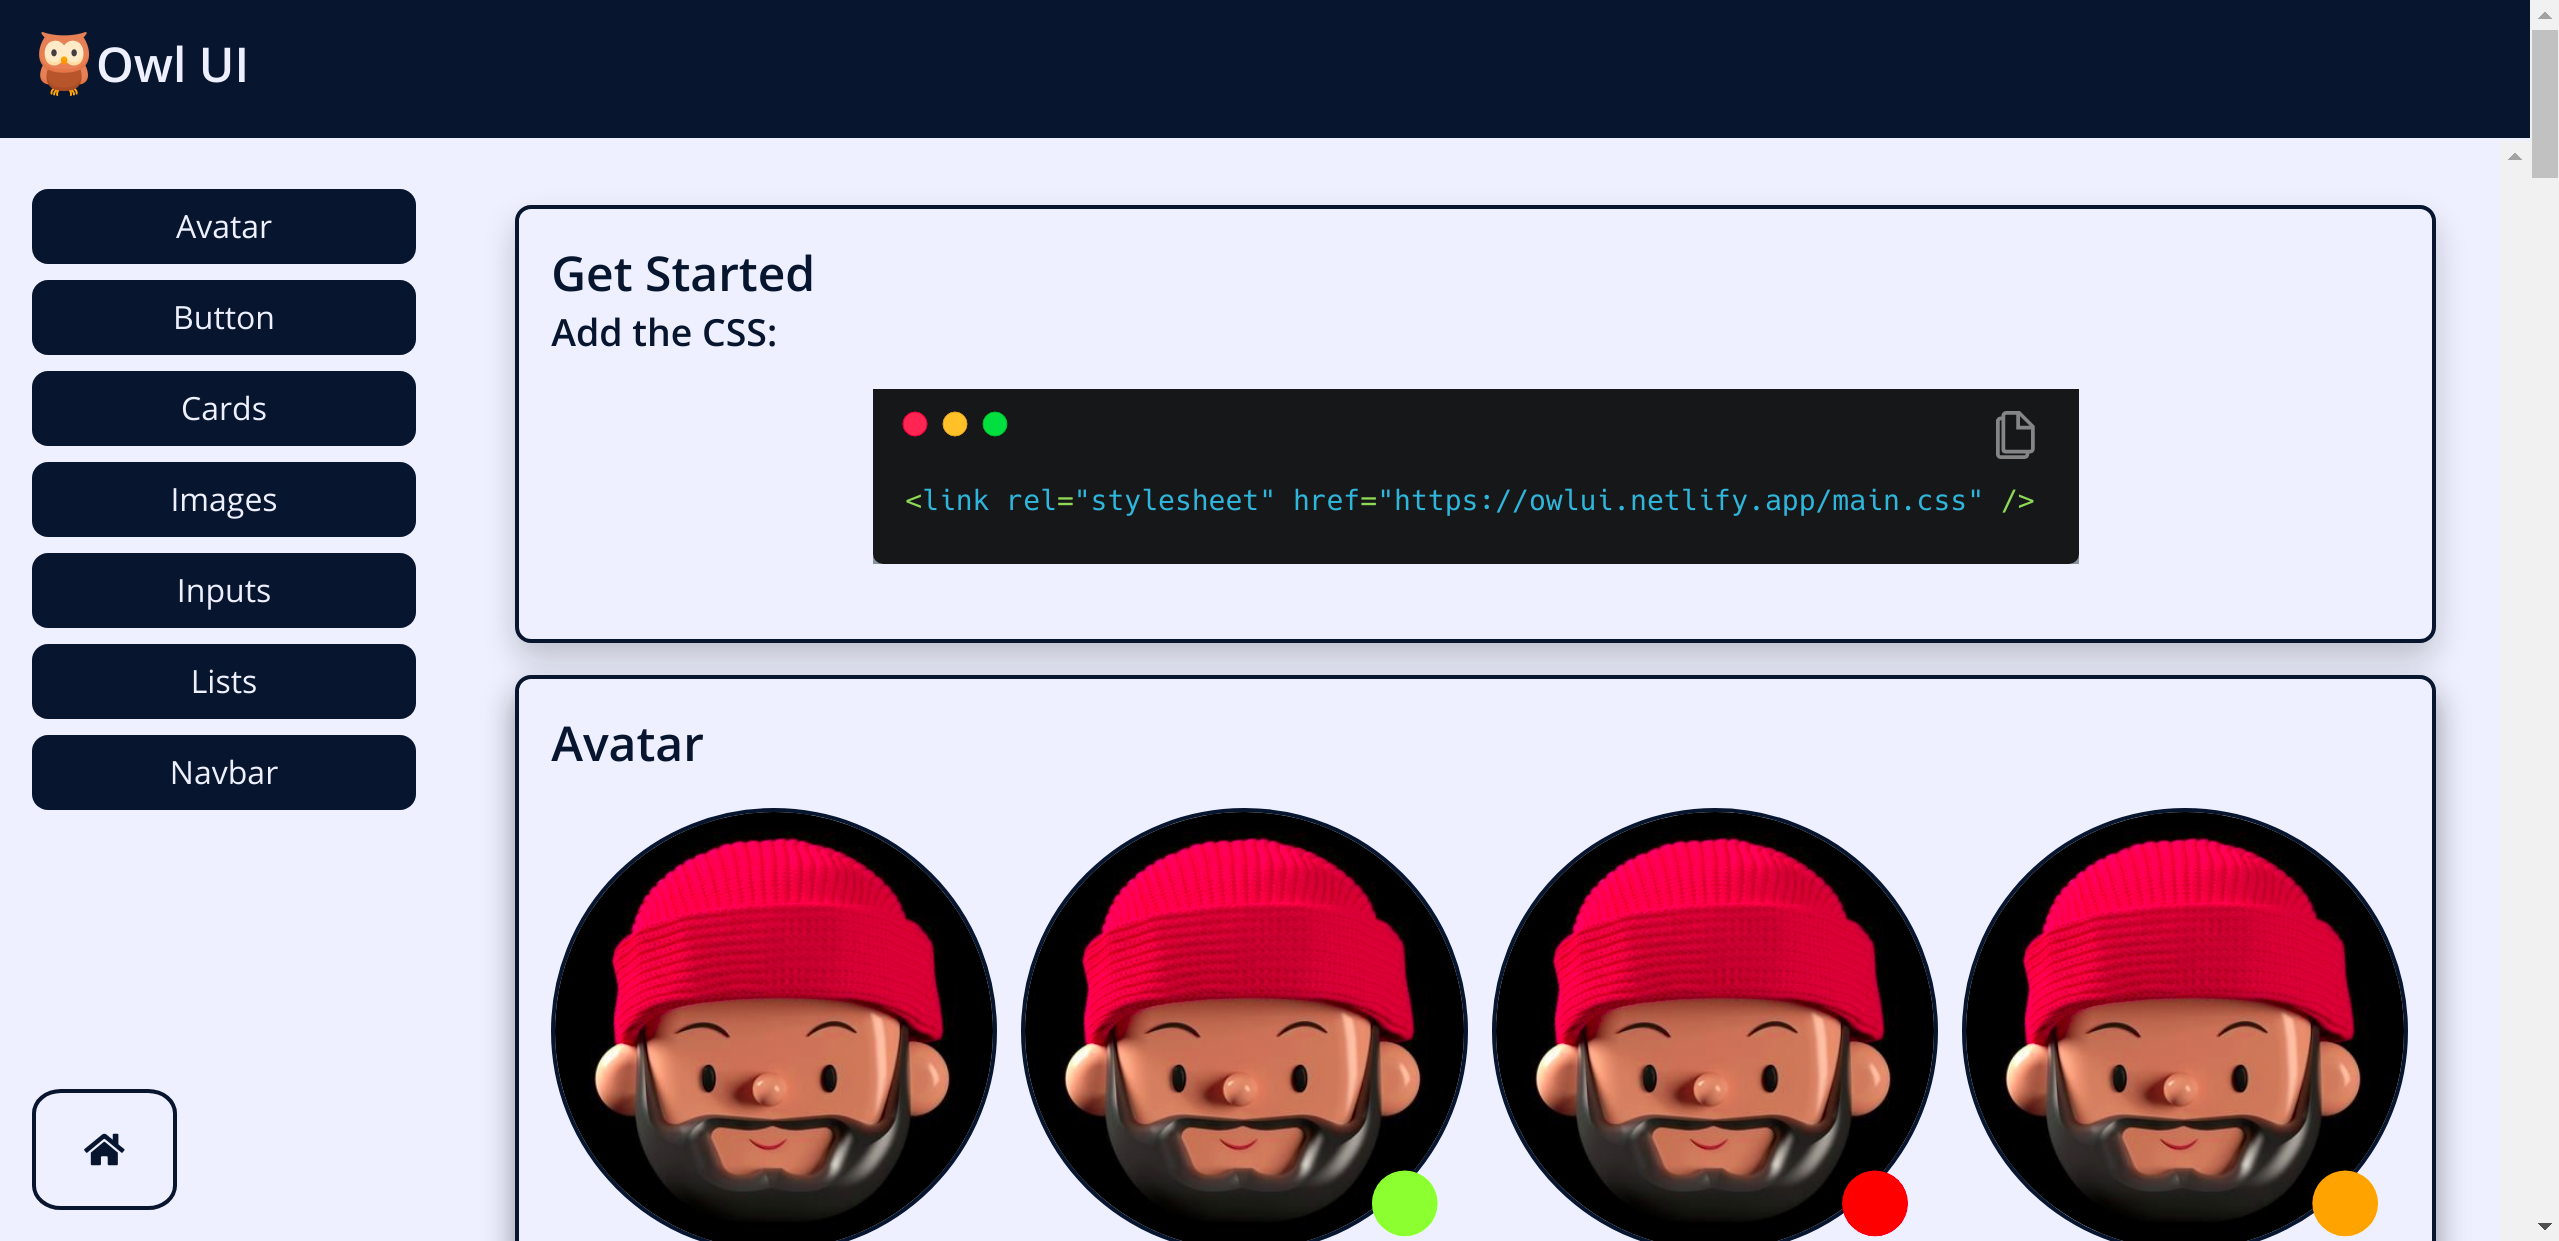 Owl UI
Avatar
Button
Cards
Images
Inputs
Lists
Navbar
Get Started
Add the CSS:
<link rel="stylesheet" href="https://owlui.netlify.app/main.css" />
Avatar